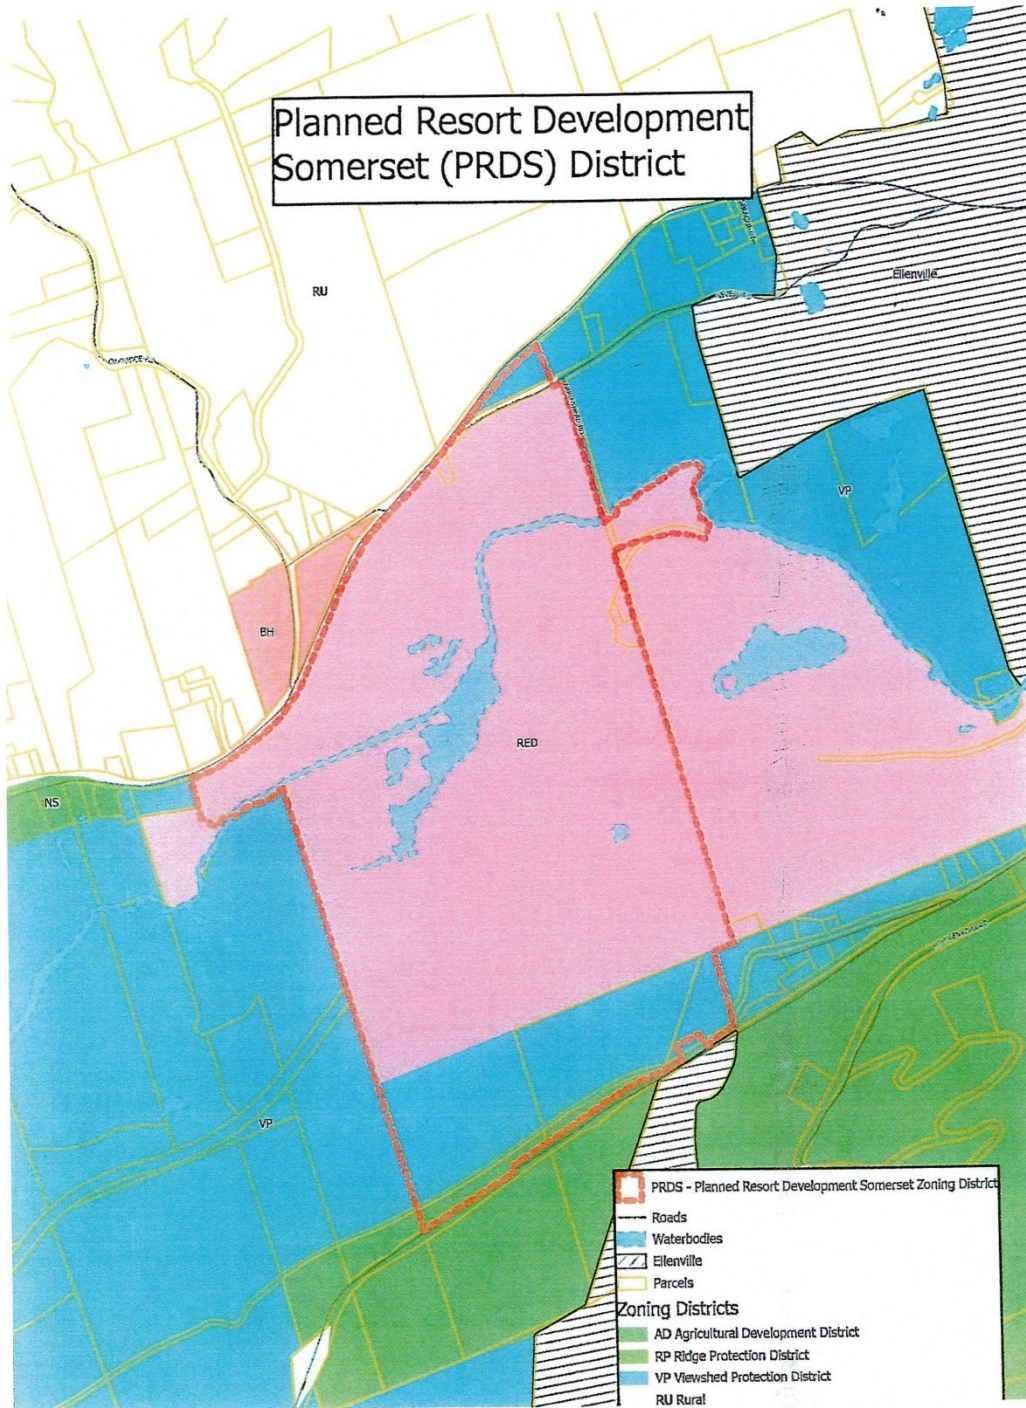 Planned Resort Development
Somerset (PRDS) District
RU
Ellenville
VP
BH
RED
NS
VP
PRDS - Planned Resort Development Somerset Zoning District
Roads
Waterbodies
Ellenville
Parcels
Zoning Districts
AD Agricultural Development District
RP Ridge Protection District
VP Viewshed Protection District
RU Rural